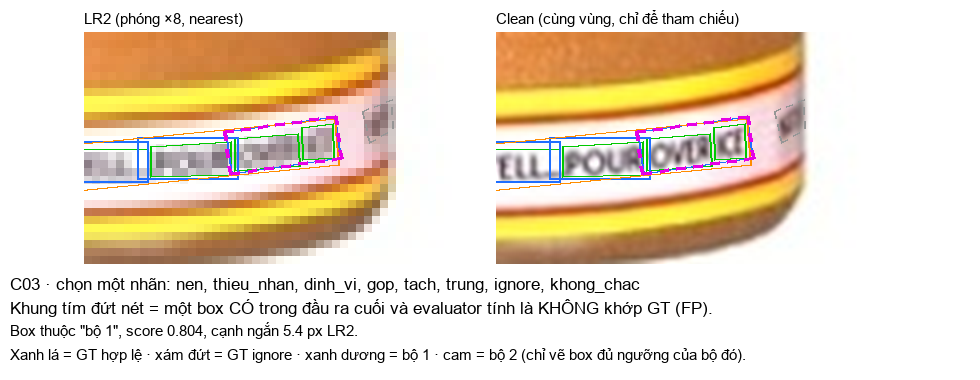 LR2 (phóng ×8, nearest)
Clean (cùng vùng, chỉ để tham chiếu)
ELL... POUR OVER ICE
C03 · chọn một nhãn: nen, thieu_nhan, dinh_vi, gop, tach, trung, ignore, khong_chac
Khung tím đứt nét = một box CÓ trong đầu ra cuối và evaluator tính là KHÔNG khớp GT (FP).
Box thuộc "bộ 1", score 0.804, cạnh ngắn 5.4 px LR2.
Xanh lá = GT hợp lệ · xám đứt = GT ignore · xanh dương = bộ 1 · cam = bộ 2 (chỉ vẽ box đủ ngưỡng của bộ đó).